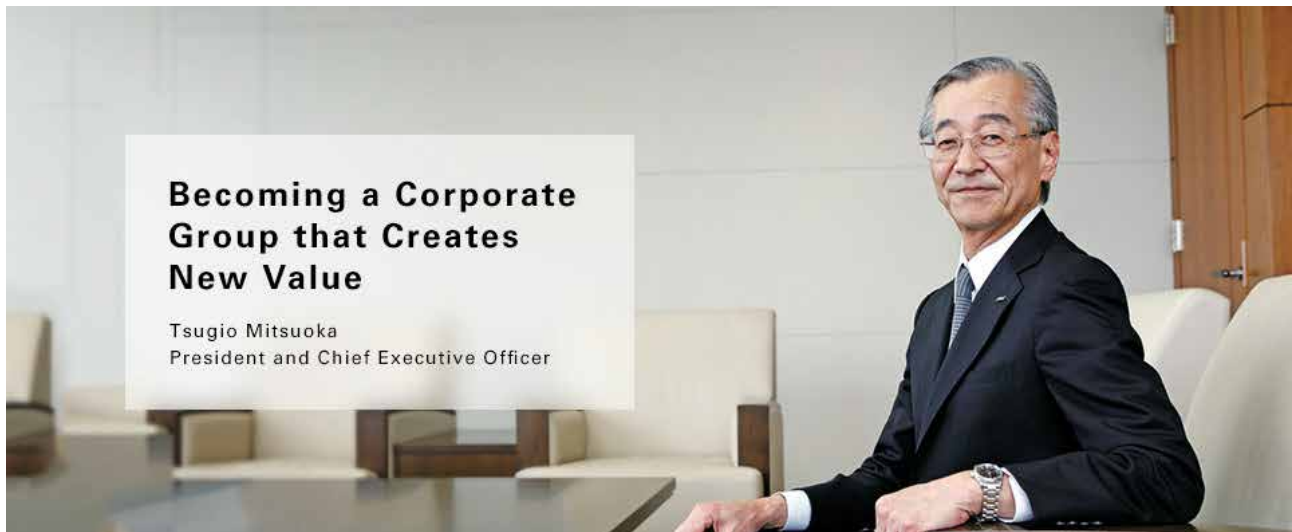 Becoming a Corporate
Group that Creates
New Value
Tsugio Mitsuoka
President and Chief Executive Officer